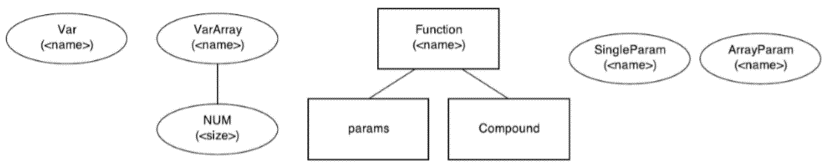 Var
(<name>)
VarArray
(<name>)
NUM
(<size>)
Function
(<name>)
params
Compound
SingleParam
(<name>)
ArrayParam
(<name>)